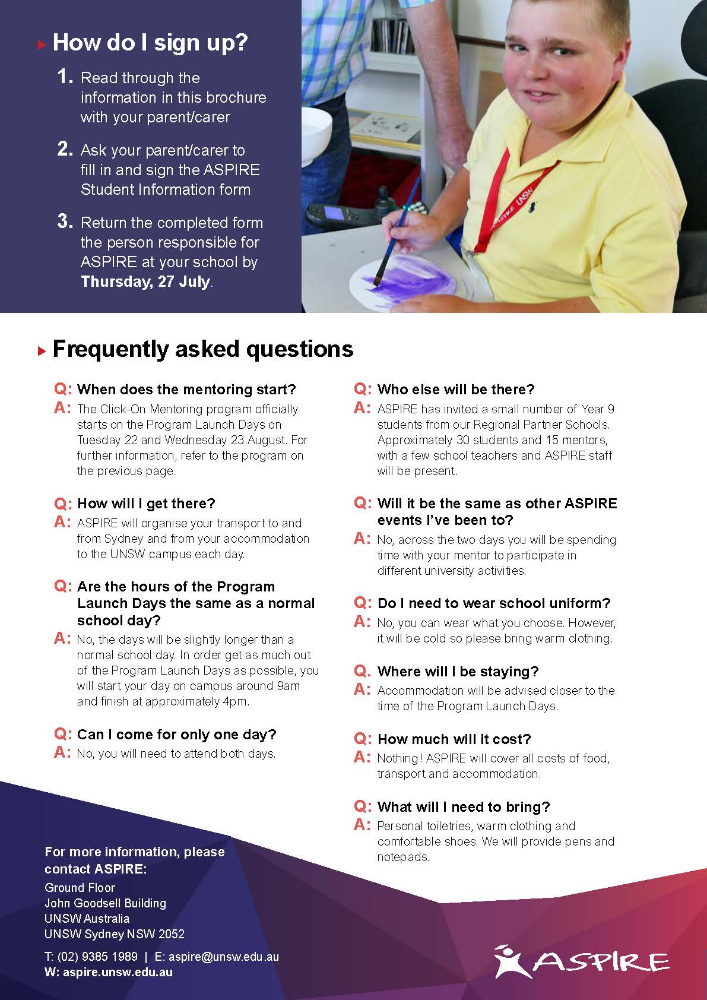 How do I sign up?
1. Read through the
information in this brochure
with your parent/carer
2. Ask your parent/carer to
fill in and sign the ASPIRE
Student Information form
3. Return the completed form
the person responsible for
ASPIRE at your school by
Thursday, 27 July.
ASPIRE UNSW
Frequently asked questions
Q: When does the mentoring start?
A: The Click-On Mentoring program officially
starts on the Program Launch Days on
Tuesday 22 and Wednesday 23 August. For
further information, refer to the program on
the previous page.
Q: How will I get there?
A: ASPIRE will organise your transport to and
from Sydney and from your accommodation
to the UNSW campus each day.
Q: Are the hours of the Program
Launch Days the same as a normal
school day?
A: No, the days will be slightly longer than a
normal school day. In order get as much out
of the Program Launch Days as possible, you
will start your day on campus around 9am
and finish at approximately 4pm.
Q: Can I come for only one day?
A: No, you will need to attend both days.
Q: Who else will be there?
A: ASPIRE has invited a small number of Year 9
students from our Regional Partner Schools.
Approximately 30 students and 15 mentors,
with a few school teachers and ASPIRE staff
will be present.
Q: Will it be the same as other ASPIRE
events I've been to?
A: No, across the two days you will be spending
time with your mentor to participate in
different university activities.
Q: Do I need to wear school uniform?
A: No, you can wear what you choose. However,
it will be cold so please bring warm clothing.
Q. Where will I be staying?
A: Accommodation will be advised closer to the
time of the Program Launch Days.
Q: How much will it cost?
A: Nothing! ASPIRE will cover all costs of food,
transport and accommodation.
Q: What will I need to bring?
A: Personal toiletries, warm clothing and
comfortable shoes. We will provide pens and
notepads.
For more information, please
contact ASPIRE:
Ground Floor
John Goodsell Building
UNSW Australia
UNSW Sydney NSW 2052
T: (02) 9385 1989 | E: aspire@unsw.edu.au
W: aspire.unsw.edu.au
ASPIRE